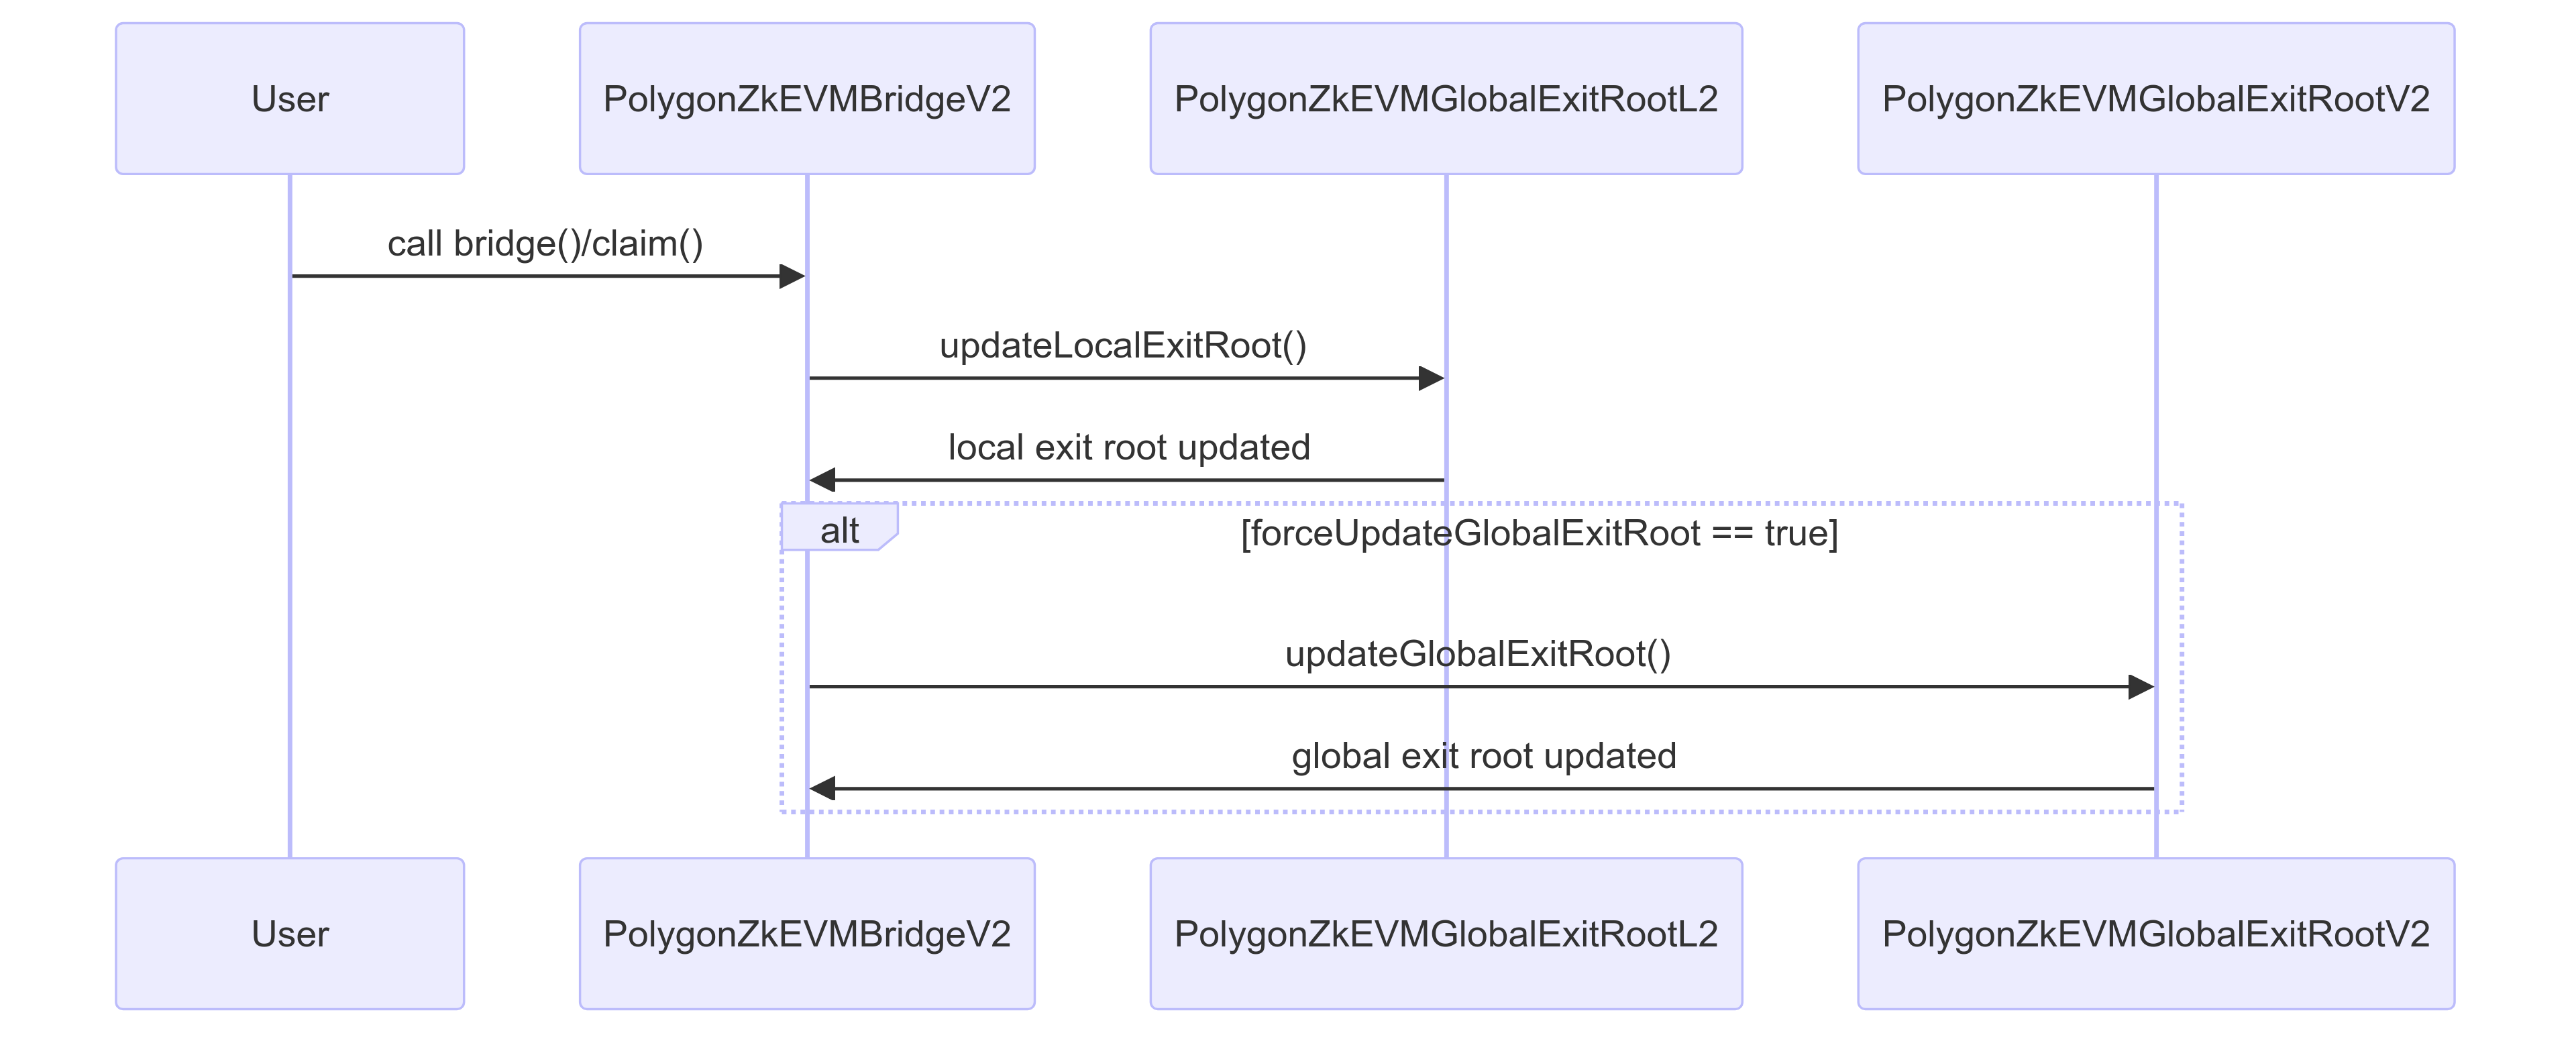 User
PolygonZkEVMBridgeV2
PolygonZkEVMGlobalExitRootL2
PolygonZkEVMGlobalExitRootV2
call bridge()/claim()
updateLocalExitRoot()
local exit root updated
alt
[forceUpdateGlobalExitRoot == true]
updateGlobalExitRoot()
global exit root updated
User
PolygonZkEVMBridgeV2
PolygonZkEVMGlobalExitRootL2
PolygonZkEVMGlobalExitRootV2